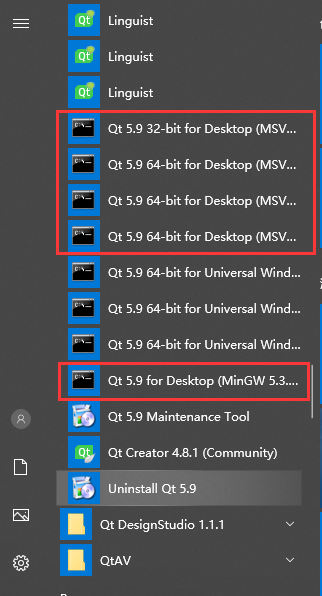 Linguist
Linguist
Linguist
Qt 5.9 32-bit for Desktop (MSV...
Qt 5.9 64-bit for Desktop (MSV...
Qt 5.9 64-bit for Desktop (MSV...
Qt 5.9 64-bit for Desktop (MSV...
Qt 5.9 64-bit for Universal Wind...
Qt 5.9 64-bit for Universal Wind...
Qt 5.9 64-bit for Universal Wind...
Qt 5.9 for Desktop (MinGW 5.3....
Qt 5.9 Maintenance Tool
Qt Creator 4.8.1 (Community)
Uninstall Qt 5.9
Qt DesignStudio 1.1.1
QtAV